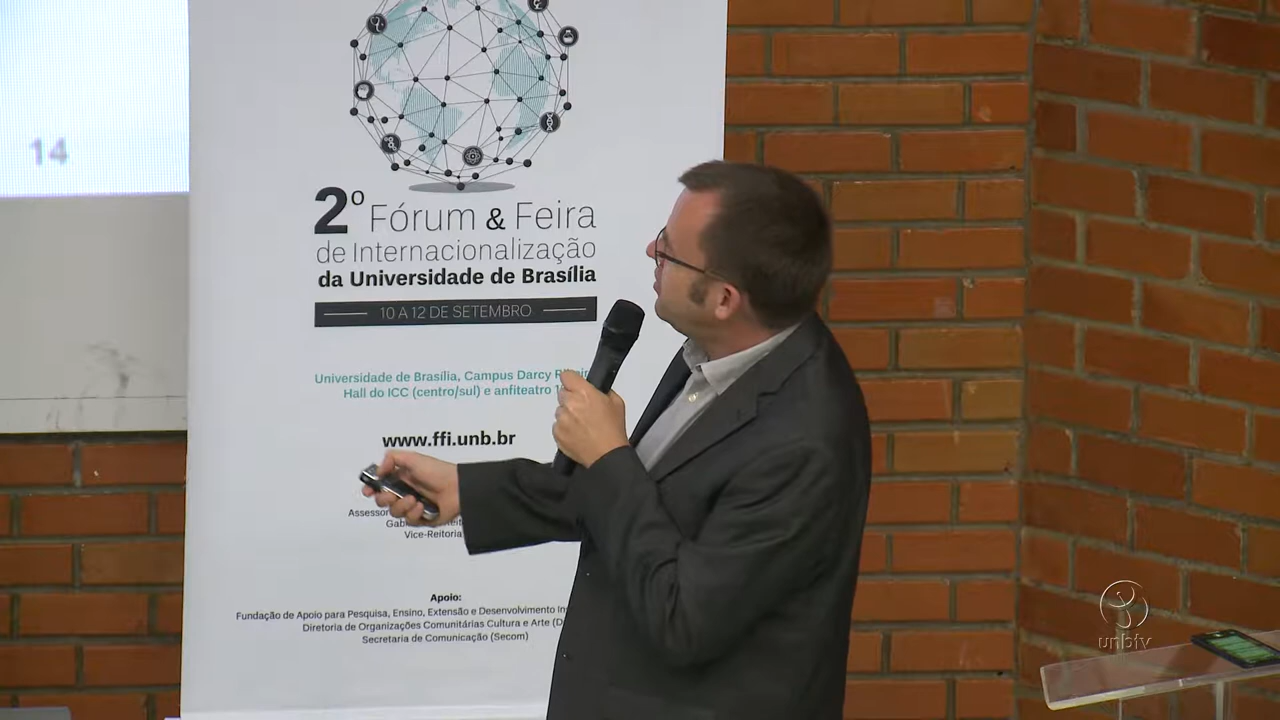 14
2º Fórum & Feira
de Internacionalização
da Universidade de Brasília
10 A 12 DE SETEMBRO
Universidade de Brasília, Campus Darcy
Hall do ICC (centro/sul) e anfiteatro
www.ffi.unb.br
Vice-Reitoria
Apoio:
Fundação de Apoio para Pesquisa, Ensino, Extensão e Desenvolvimento
Diretoria de Organizações Comunitárias Cultura e Arte
Secretaria de Comunicação (Secom)
unbtv